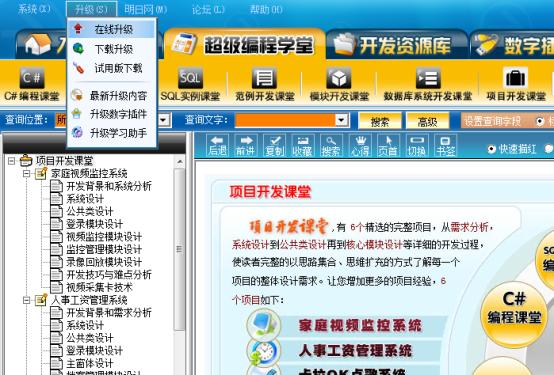 系统(X) 升级(S) 明日网(M) 论坛(L) 帮助(H)
在线升级
下载升级
试用版下载
最新升级内容
升级数字插件
升级学习助手
超级编程学堂
开发资源库
数字插
C#编程课堂
SQL实例课堂
范例开发课堂
模块开发课堂
数据库系统开发课堂
项目开发课堂
查询位置: 所
查询文字:
搜索
高级
设置查询字段
后退 前进 复制 收藏 搜索 心得 首页 切换 书签
快速描红
项目开发课堂
家庭视频监控系统
开发背景和系统分析
系统设计
公共类设计
登录模块设计
视频监控模块设计
监控管理模块设计
录像回放模块设计
开发技巧与难点分析
视频采集卡技术
人事工资管理系统
开发背景和需求分析
系统设计
公共类设计
登录模块设计
主窗体设计
项目开发课堂
项目开发课堂,有 6个精选的完整项目,从需求分析,
系统设计到公共类设计再到核心模块设计等详细的开发过程,
使读者完整的以思路集合、思维扩充的方式了解每一个
项目的整体设计需求。让您增加更多的项目经验, 6
个项目如下:
家庭视频监控系统
人事工资管理系统
卡拉OK点歌系统
C#
编程课堂
SQ
编